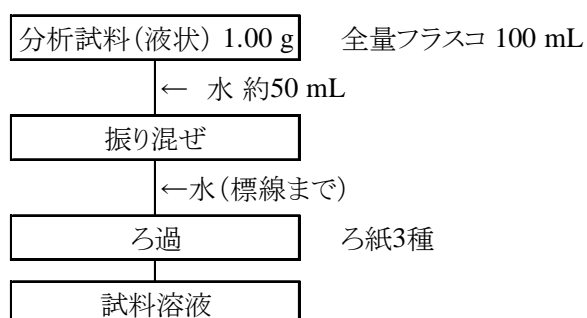 分析試料(液状) 1.00 g 全量フラスコ 100 mL
← 水 約50 mL
振り混ぜ
←水(標線まで)
ろ過 ろ紙3種
試料溶液